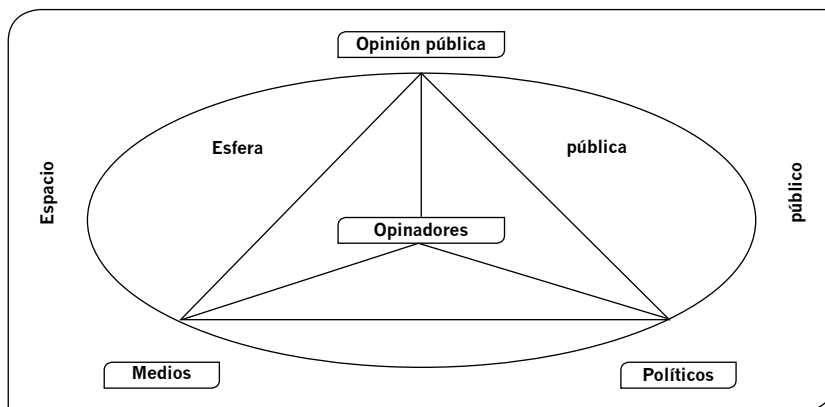 Opinión pública
Esfera
pública
Espacio
público
Opinadores
Medios
Políticos